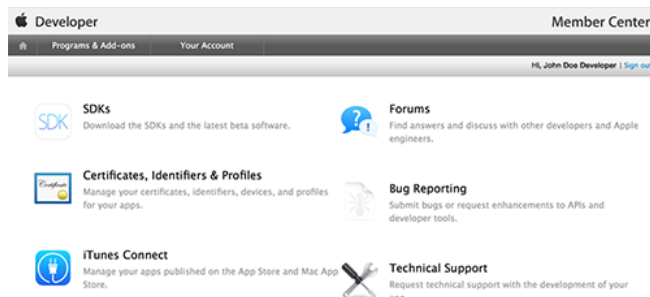 Developer
Member Center
Programs & Add-ons
Your Account
Hi, John Doe Developer | Sign out
SDK
SDKs
Download the SDKs and the latest beta software.
Forums
Find answers and discuss with other developers and Apple
engineers.
Certificate
Certificates, Identifiers & Profiles
Manage your certificates, identifiers, devices, and profiles
for your apps.
Bug Reporting
Submit bugs or request enhancements to APIs and
developer tools.
iTunes Connect
Manage your apps published on the App Store and Mac App
Store.
Technical Support
Request technical support with the development of your